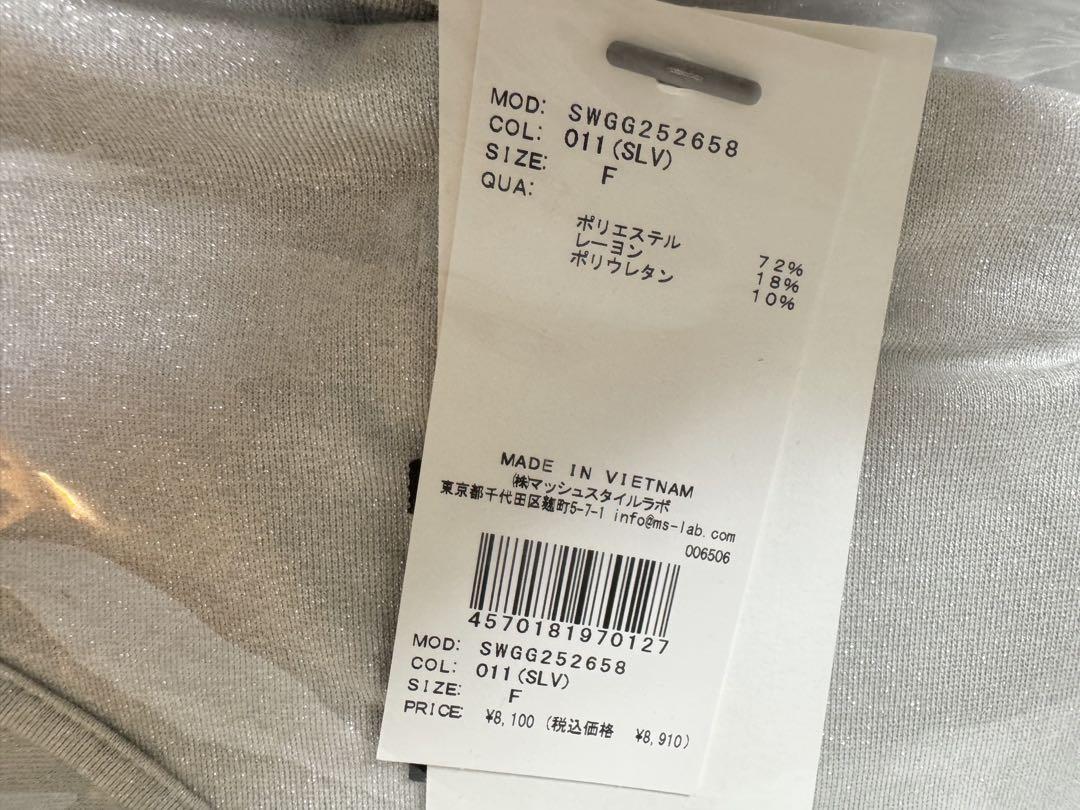 MOD: SWGG252658
COL: 011(SLV)
SIZE: F
QUA:
ポリエステル 72%
レーヨン 18%
ポリウレタン 10%
MADE IN VIETNAM
㈱マッシュスタイルラボ
東京都千代田区麹町5-7-1 info@ms-lab.com
006506
4570181970127
MOD: SWGG252658
COL: 011(SLV)
SIZE: F
PRICE: ¥8,100 (税込価格 ¥8,910)